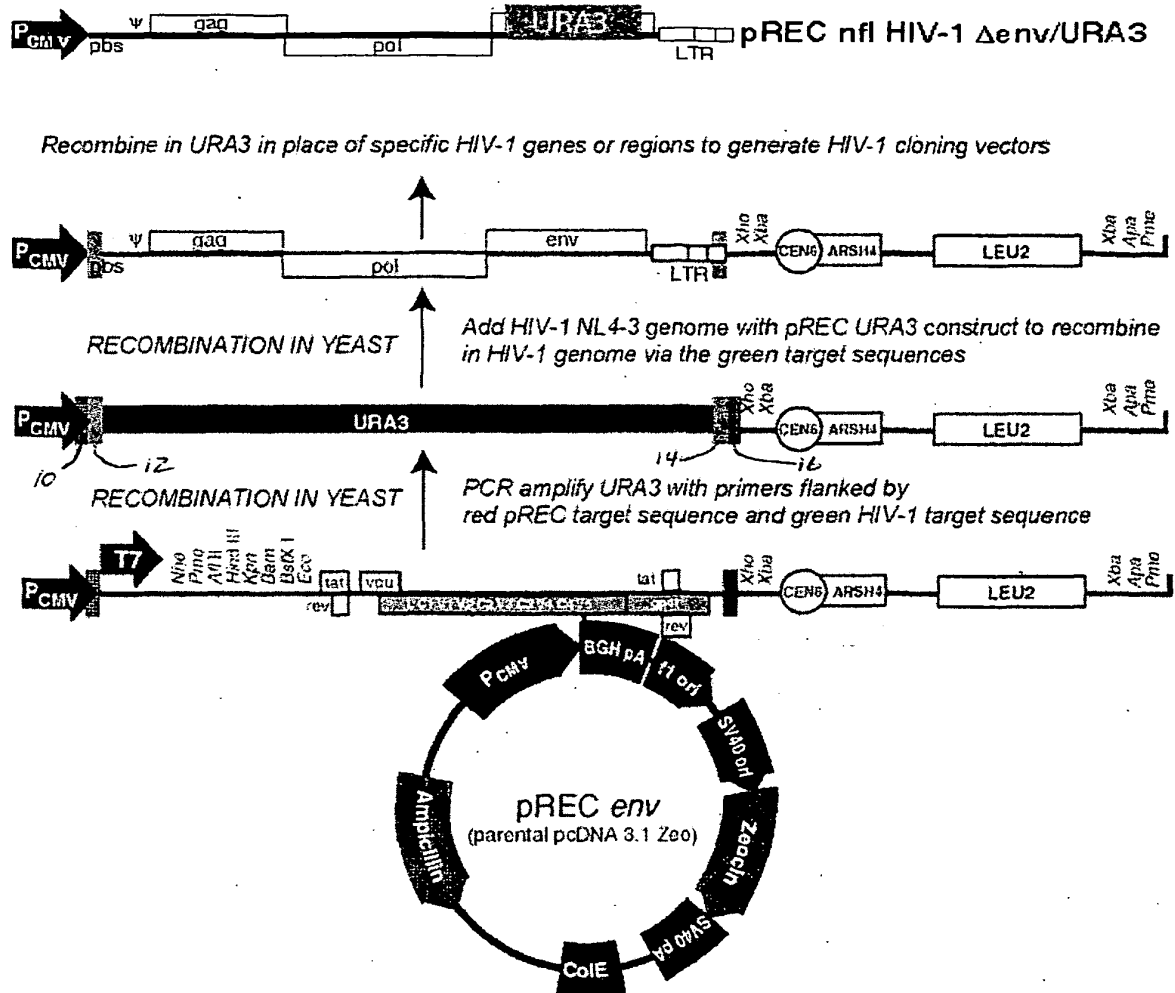 PCMV
Ψ
gag
URA3
pbs
pol
LTR
pREC nfl HIV-1 Δenv/URA3
Recombine in URA3 in place of specific HIV-1 genes or regions to generate HIV-1 cloning vectors
PCMV
Ψ
gag
env
pbs
pol
LTR
Xho
Xba
CEN6
ARSH4
LEU2
Xba
Apa
Pme
RECOMBINATION IN YEAST
Add HIV-1 NL4-3 genome with pREC URA3 construct to recombine
in HIV-1 genome via the green target sequences
PCMV
URA3
Xho
Xba
CEN6
ARSH4
LEU2
Xba
Apa
Pme
10
12
14
16
RECOMBINATION IN YEAST
PCR amplify URA3 with primers flanked by
red pREC target sequence and green HIV-1 target sequence
T7
Nhe
Pme
Afl II
Hind III
Kpn
Bam
BstX I
Eco
PCMV
tat
rev
vpu
tat
rev
Xho
Xba
CEN6
ARSH4
LEU2
Xba
Apa
Pme
PCMV
BGH pA
f1 ori
SV40 ori
Zeocin
SV40 pA
ColE
Ampicillin
pREC env
(parental pcDNA 3.1 Zeo)